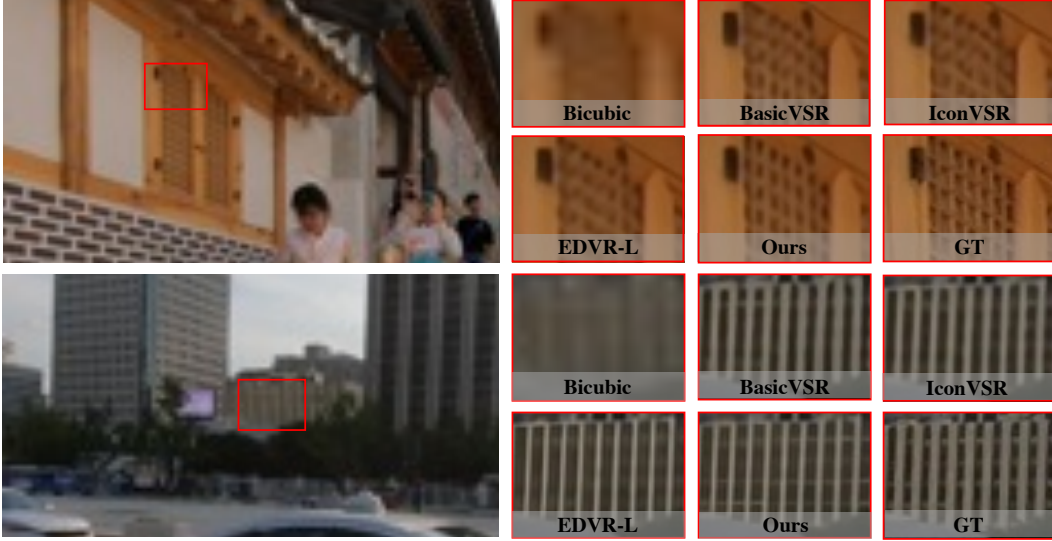 Bicubic
BasicVSR
IconVSR
EDVR-L
Ours
GT
Bicubic
BasicVSR
IconVSR
EDVR-L
Ours
GT